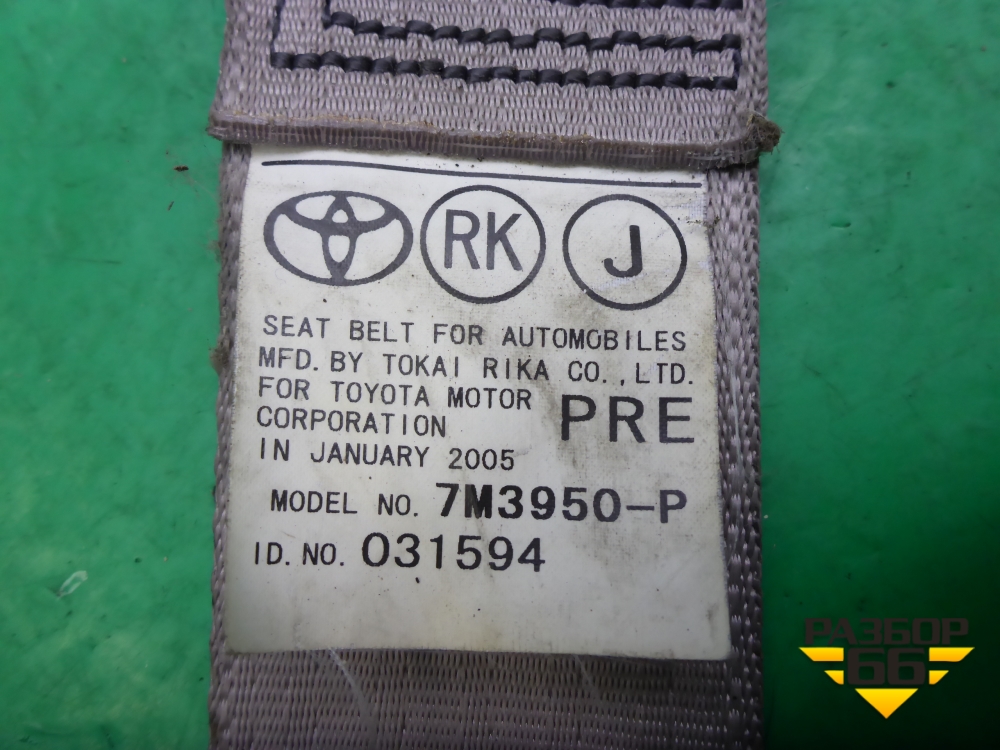 RK J
SEAT BELT FOR AUTOMOBILES
MFD. BY TOKAI RIKA CO.,LTD.
FOR TOYOTA MOTOR
CORPORATION
PRE
IN JANUARY 2005
MODEL NO. 7M3950-P
ID. NO. 031594
РАЗБОР
66